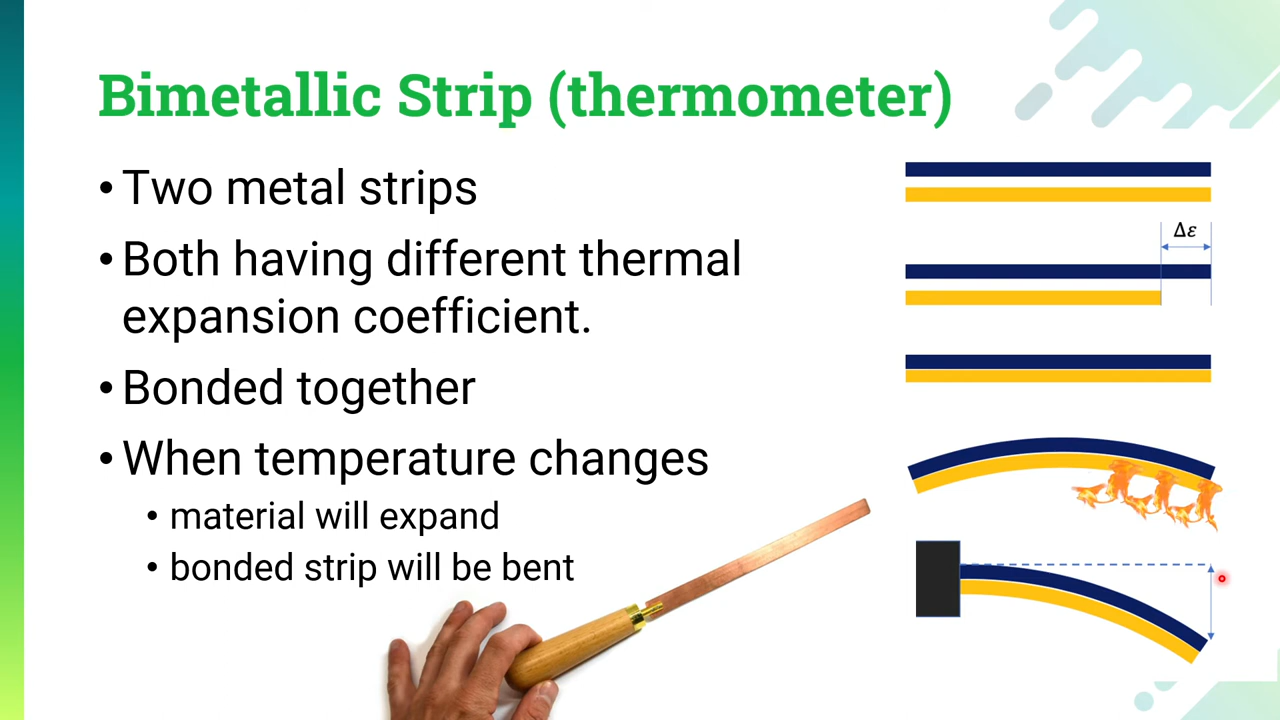 Bimetallic Strip (thermometer)
• Two metal strips
• Both having different thermal
expansion coefficient.
• Bonded together
• When temperature changes
• material will expand
• bonded strip will be bent
Δε